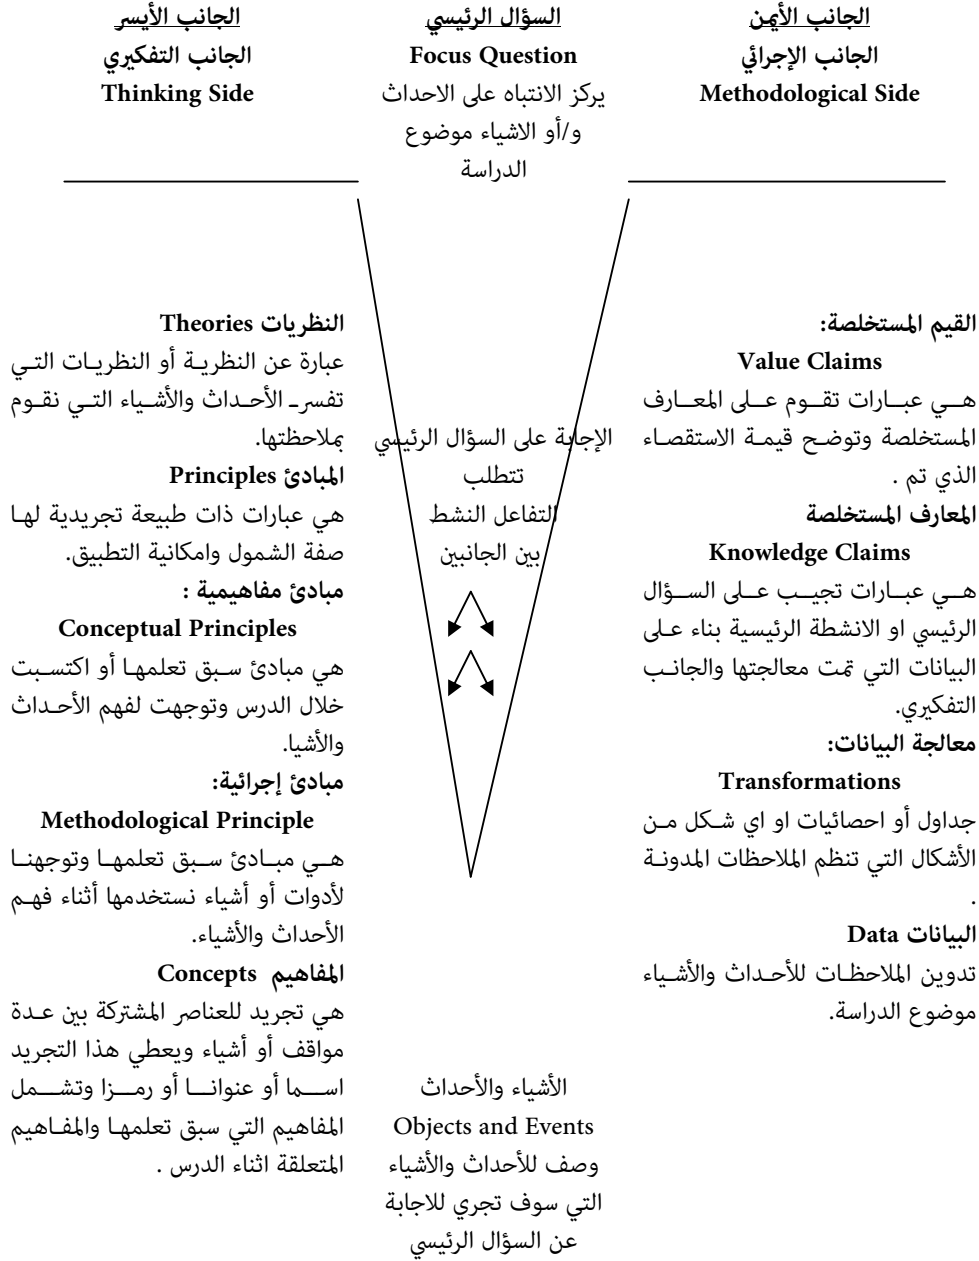 الجانب الأيمن
الجانب الإجرائي
Methodological Side
السؤال الرئيسي
Focus Question
يركز الانتباه على الاحداث
و/أو الاشياء موضوع
الدراسة
الجانب الأيسر
الجانب التفكيري
Thinking Side
القيم المستخلصة:
Value Claims
هي عبارات تقوم على المعارف
المستخلصة وتوضح قيمة الاستقصاء
الذي تم .
المعارف المستخلصة
Knowledge Claims
هي عبارات تجيب على السؤال
الرئيسي او الانشطة الرئيسية بناء على
البيانات التي تمت معالجتها والجانب
التفكيري.
معالجة البيانات:
Transformations
جداول أو احصائيات او اي شكل من
الأشكال التي تنظم الملاحظات المدونة
.
البيانات Data
تدوين الملاحظات للأحداث والأشياء
موضوع الدراسة.
الإجابة على السؤال الرئيسي
تتطلب
التفاعل النشط
بين الجانبين
الأشياء والأحداث
Objects and Events
وصف للأحداث والأشياء
التي سوف تجري للاجابة
عن السؤال الرئيسي
النظريات Theories
عبارة عن النظرية أو النظريات التي
تفسر الأحداث والأشياء التي نقوم
بملاحظتها.
المبادئ Principles
هي عبارات ذات طبيعة تجريدية لها
صفة الشمول وامكانية التطبيق.
مبادئ مفاهيمية :
Conceptual Principles
هي مبادئ سبق تعلمها أو اكتسبت
خلال الدرس وتوجهت لفهم الأحداث
والأشيا.
مبادئ إجرائية:
Methodological Principle
هي مبادئ سبق تعلمها وتوجهنا
لأدوات أو أشياء نستخدمها أثناء فهم
الأحداث والأشياء.
المفاهيم Concepts
هي تجريد للعناصر المشتركة بين عدة
مواقف أو أشياء ويعطي هذا التجريد
اسما أو عنوانا أو رمزا وتشمل
المفاهيم التي سبق تعلمها والمفاهيم
المتعلقة اثناء الدرس .